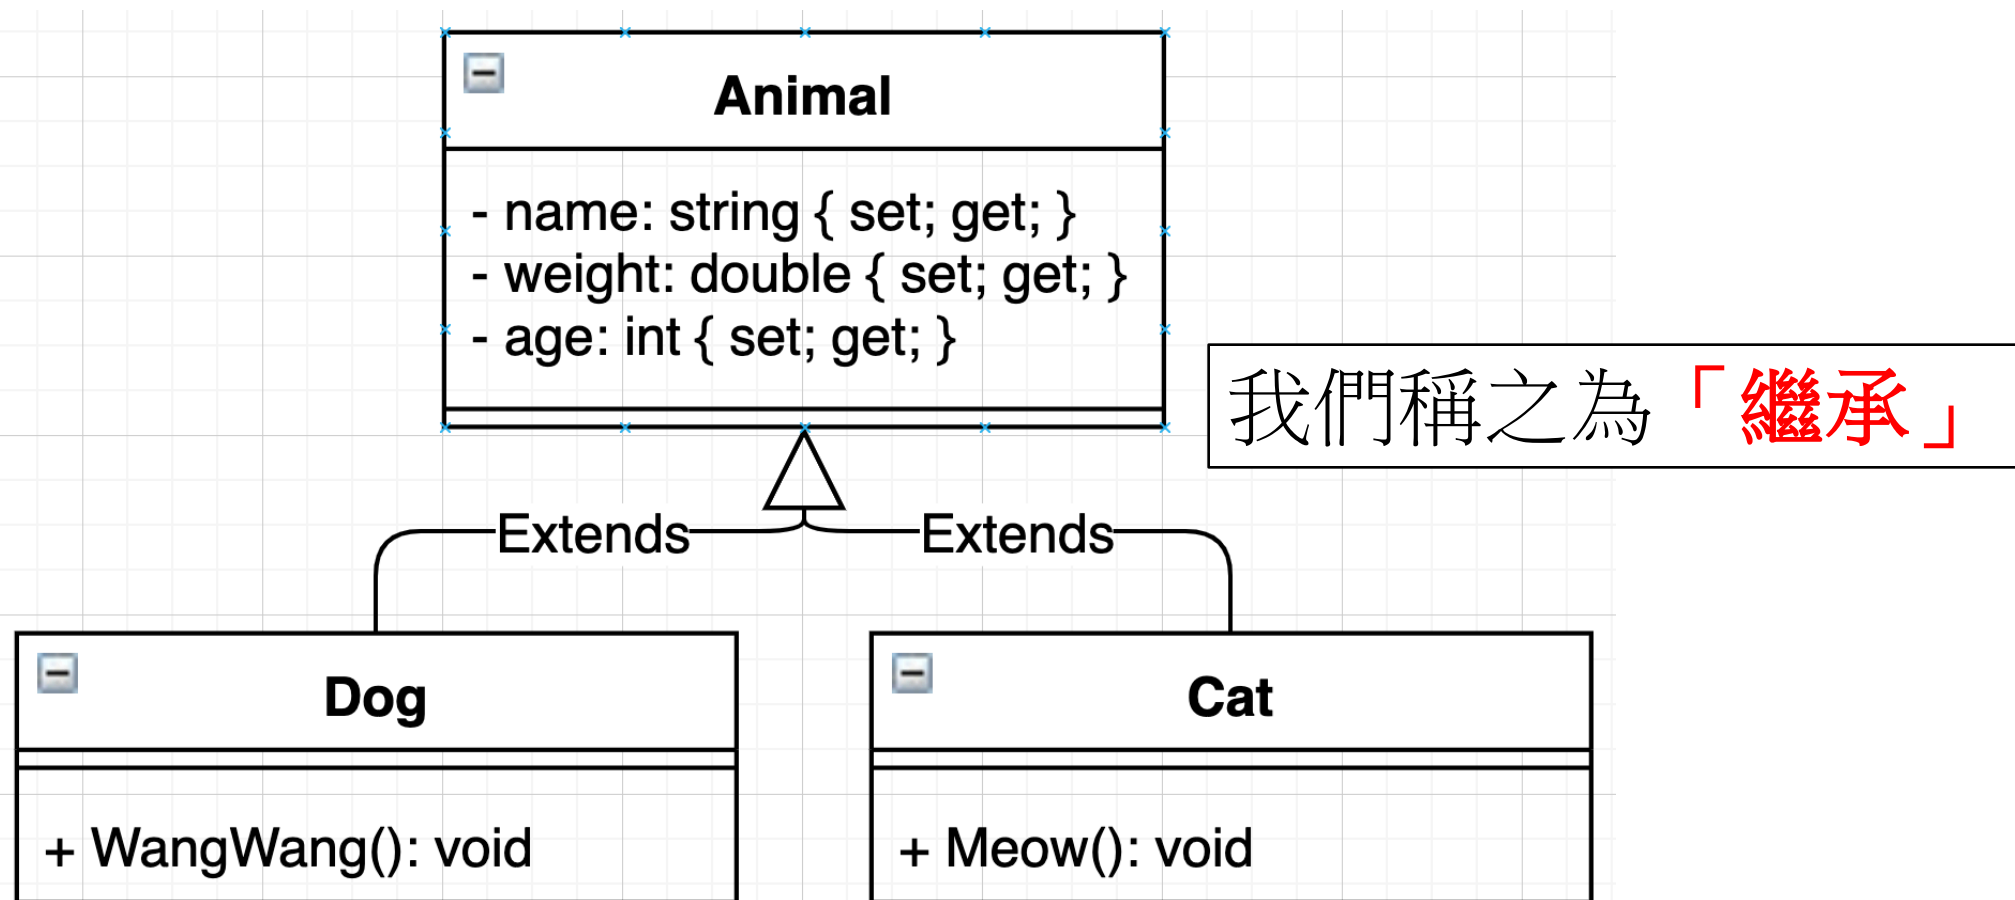 Animal
- name: string { set; get; }
- weight: double { set; get; }
- age: int { set; get; }
我們稱之為「繼承」
Extends
Extends
Dog
Cat
+ WangWang(): void
+ Meow(): void